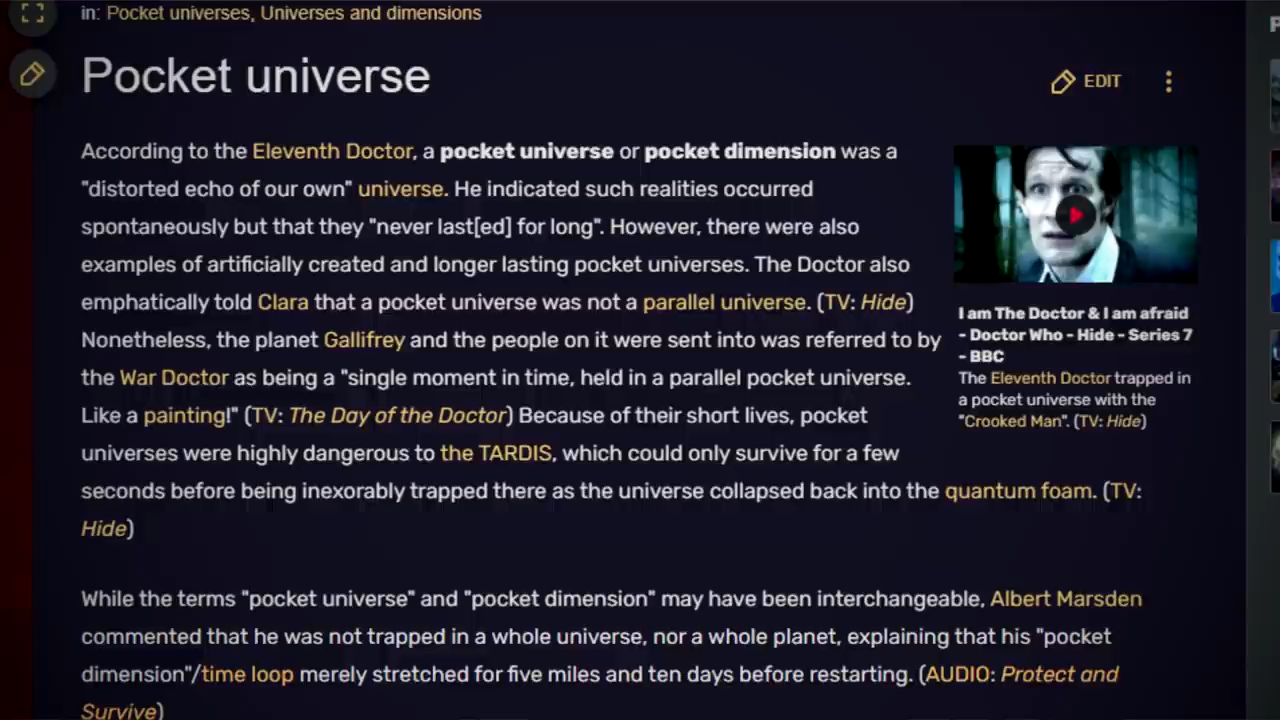 in: Pocket universes, Universes and dimensions
Pocket universe
EDIT
According to the Eleventh Doctor, a pocket universe or pocket dimension was a
"distorted echo of our own" universe. He indicated such realities occurred
spontaneously but that they "never last[ed] for long". However, there were also
examples of artificially created and longer lasting pocket universes. The Doctor also
emphatically told Clara that a pocket universe was not a parallel universe. (TV: Hide)
Nonetheless, the planet Gallifrey and the people on it were sent into was referred to by
the War Doctor as being a "single moment in time, held in a parallel pocket universe.
Like a painting!" (TV: The Day of the Doctor) Because of their short lives, pocket
universes were highly dangerous to the TARDIS, which could only survive for a few
seconds before being inexorably trapped there as the universe collapsed back into the quantum foam. (TV:
Hide)
I am The Doctor & I am afraid
- Doctor Who - Hide - Series 7
- BBC
The Eleventh Doctor trapped in
a pocket universe with the
"Crooked Man". (TV: Hide)
While the terms "pocket universe" and "pocket dimension" may have been interchangeable, Albert Marsden
commented that he was not trapped in a whole universe, nor a whole planet, explaining that his "pocket
dimension"/time loop merely stretched for five miles and ten days before restarting. (AUDIO: Protect and
Survive)